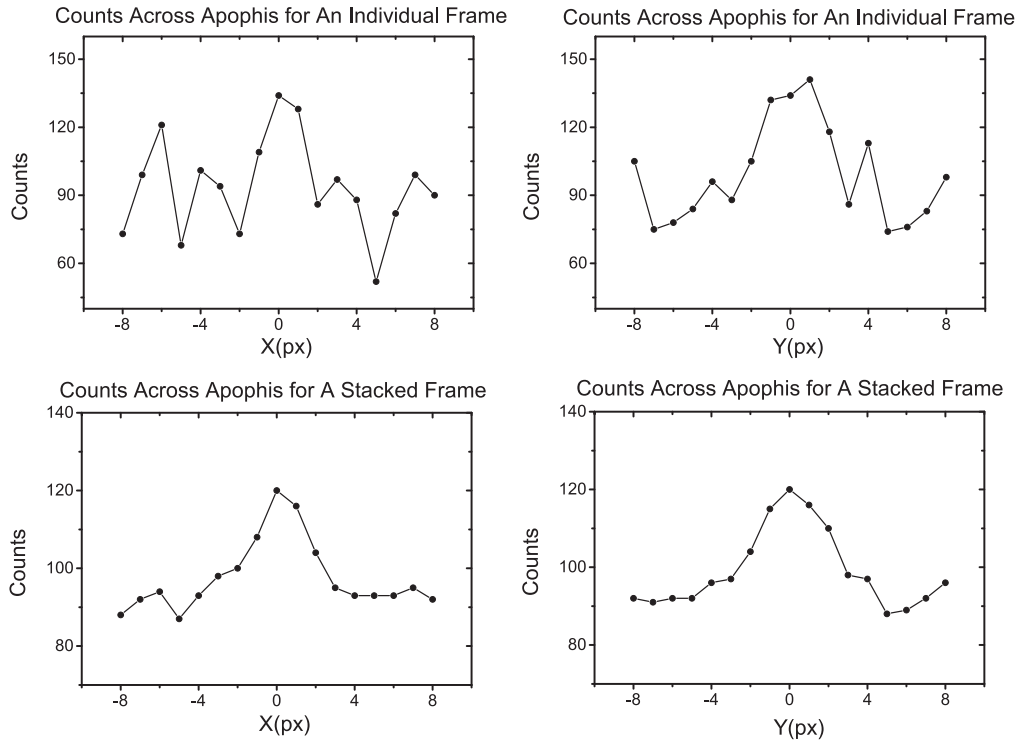 Counts Across Apophis for An Individual Frame
150
120
90
60
Counts
-8 -4 0 4 8
X(px)
Counts Across Apophis for An Individual Frame
150
120
90
60
Counts
-8 -4 0 4 8
Y(px)
Counts Across Apophis for A Stacked Frame
140
120
100
80
Counts
-8 -4 0 4 8
X(px)
Counts Across Apophis for A Stacked Frame
140
120
100
80
Counts
-8 -4 0 4 8
Y(px)